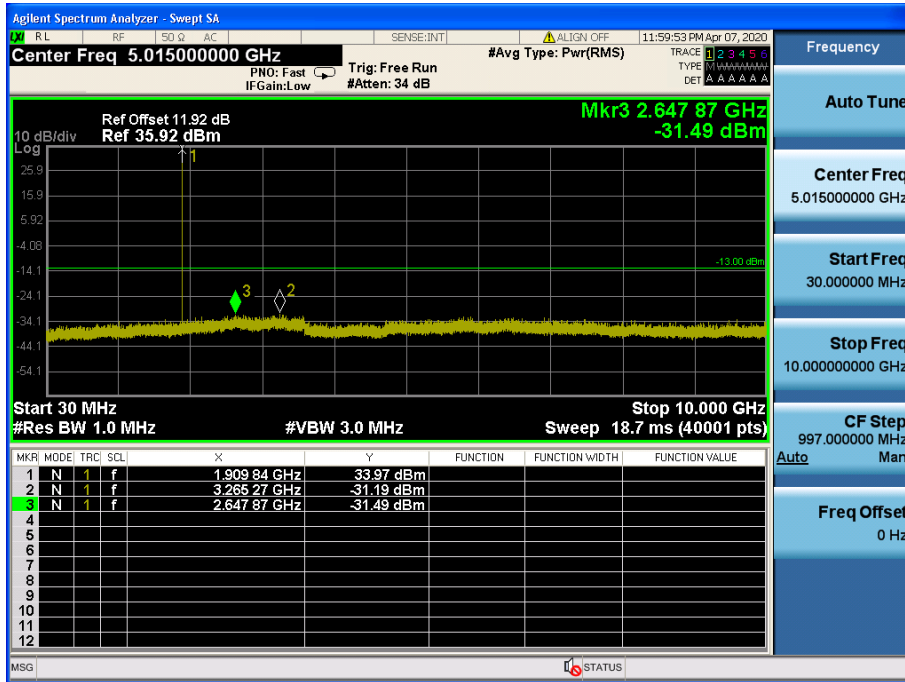 Agilent Spectrum Analyzer - Swept SA
LXI RL RF 50 Ω AC SENSE:INT ALIGN OFF 11:59:53 PM Apr 07, 2020
Center Freq 5.015000000 GHz
PNO: Fast
IFGain:Low
Trig: Free Run
#Atten: 34 dB
#Avg Type: Pwr(RMS)
TRACE 1 2 3 4 5 6
TYPE M WWWWW
DET A A A A A A
Mkr3 2.647 87 GHz
-31.49 dBm
Ref Offset 11.92 dB
10 dB/div Ref 35.92 dBm
Log
1
25.9
15.9
5.92
-4.08
-14.1
-13.00 dBm
-24.1
3
2
-34.1
-44.1
-54.1
Start 30 MHz Stop 10.000 GHz
#Res BW 1.0 MHz #VBW 3.0 MHz Sweep 18.7 ms (40001 pts)
MKR MODE TRC SCL X Y FUNCTION FUNCTION WIDTH FUNCTION VALUE
1 N 1 f 1.909 84 GHz 33.97 dBm
2 N 1 f 3.265 27 GHz -31.19 dBm
3 N 1 f 2.647 87 GHz -31.49 dBm
4
5
6
7
8
9
10
11
12
MSG STATUS
Frequency
Auto Tune
Center Freq
5.015000000 GHz
Start Freq
30.000000 MHz
Stop Freq
10.000000000 GHz
CF Step
997.000000 MHz
Auto Man
Freq Offset
0 Hz